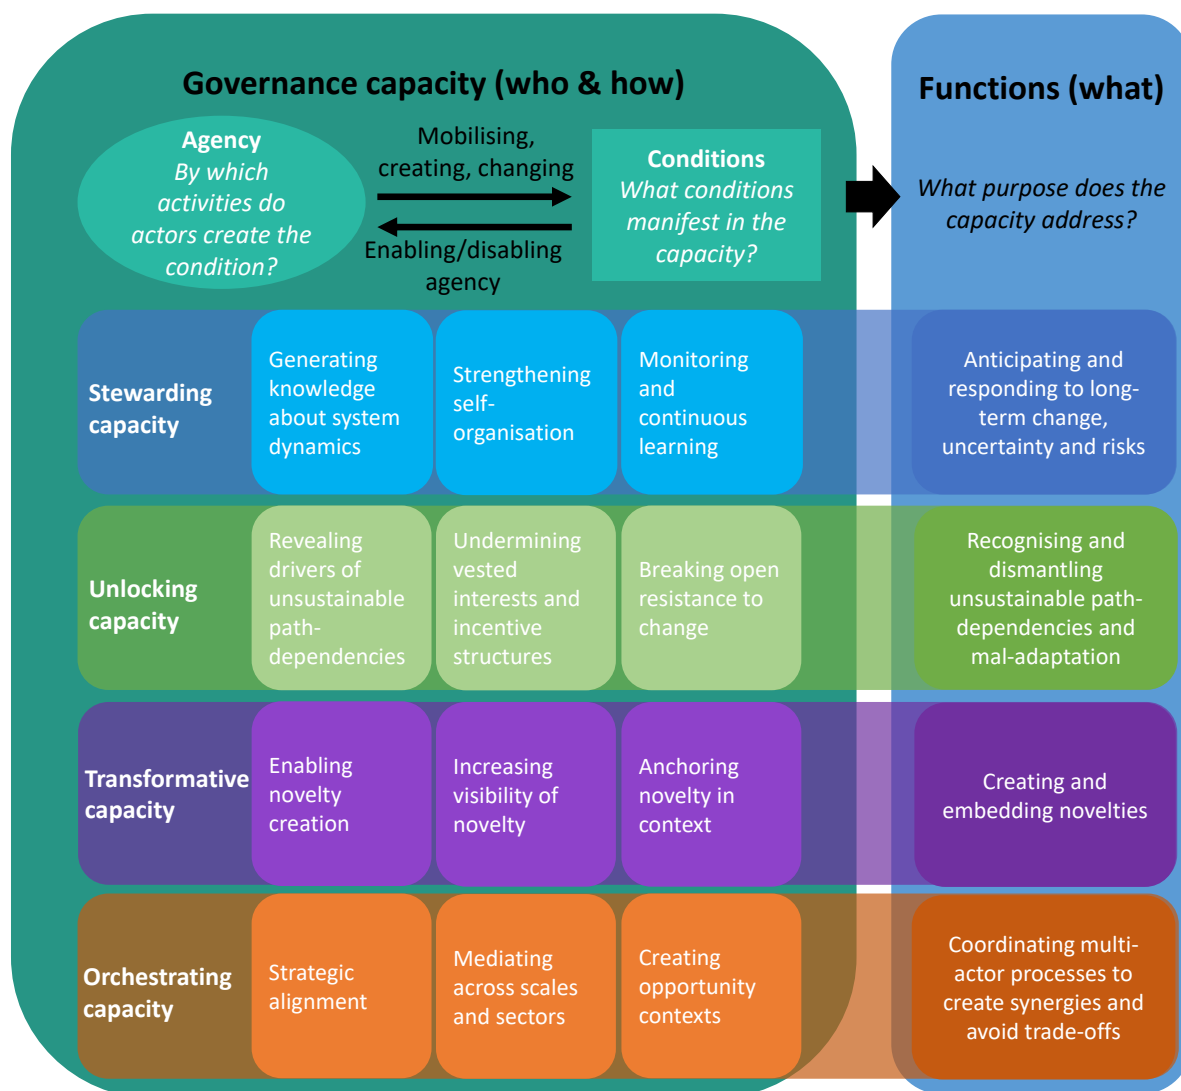 Governance capacity (who & how)
Functions (what)
Agency
By which
activities do
actors create the
condition?
Mobilising,
creating, changing
Enabling/disabling
agency
Conditions
What conditions
manifest in the
capacity?
What purpose does the
capacity address?
Stewarding
capacity
Generating
knowledge
about system
dynamics
Strengthening
self-
organisation
Monitoring
and
continuous
learning
Anticipating and
responding to long-
term change,
uncertainty and risks
Unlocking
capacity
Revealing
drivers of
unsustainable
path-
dependencies
Undermining
vested
interests and
incentive
structures
Breaking open
resistance to
change
Recognising and
dismantling
unsustainable path-
dependencies and
mal-adaptation
Transformative
capacity
Enabling
novelty
creation
Increasing
visibility of
novelty
Anchoring
novelty in
context
Creating and
embedding novelties
Orchestrating
capacity
Strategic
alignment
Mediating
across scales
and sectors
Creating
opportunity
contexts
Coordinating multi-
actor processes to
create synergies and
avoid trade-offs